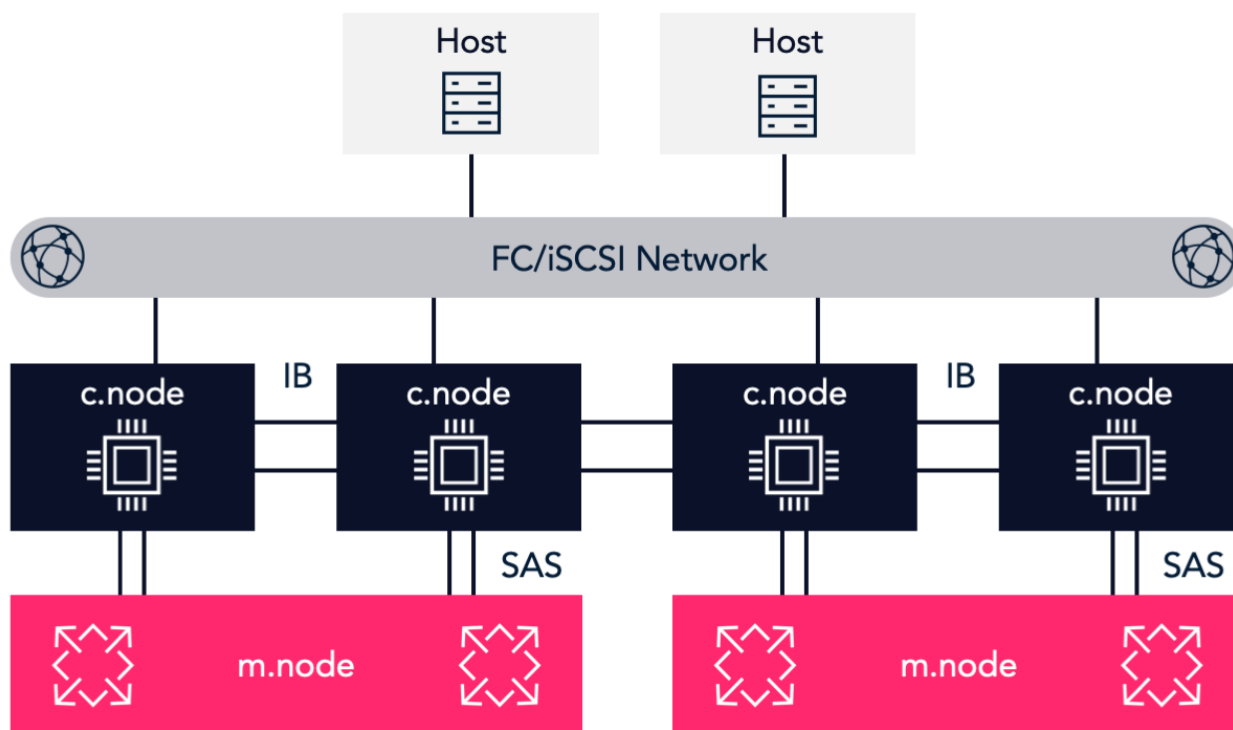 Host
Host
FC/iSCSI Network
c.node
IB
c.node
c.node
IB
c.node
SAS
SAS
m.node
m.node